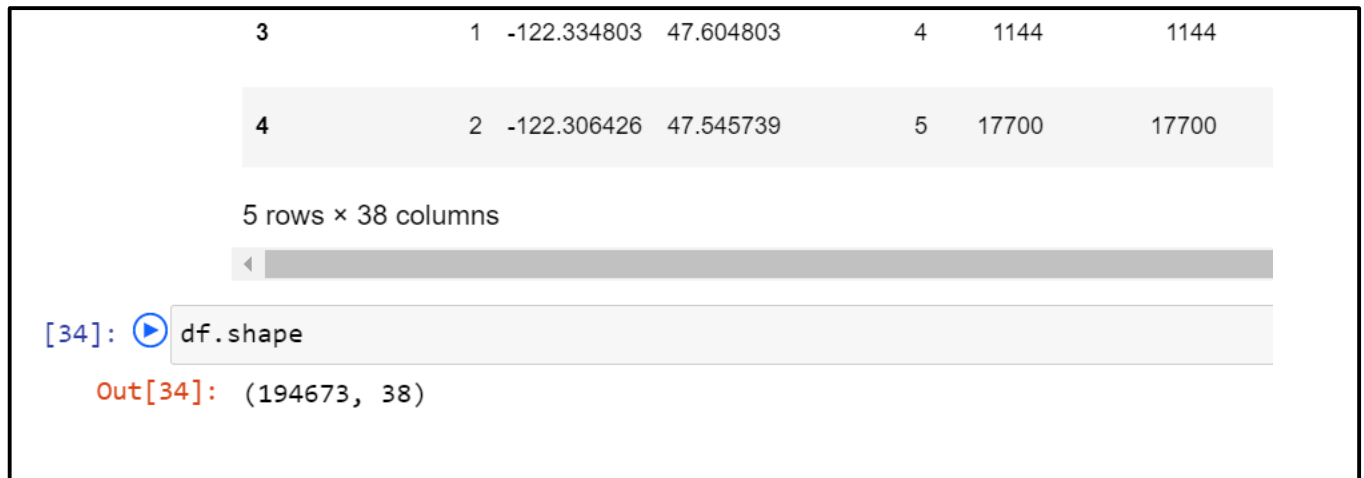 3 1 -122.334803 47.604803 4 1144 1144
4 2 -122.306426 47.545739 5 17700 17700
5 rows × 38 columns
[34]: df.shape
Out[34]: (194673, 38)